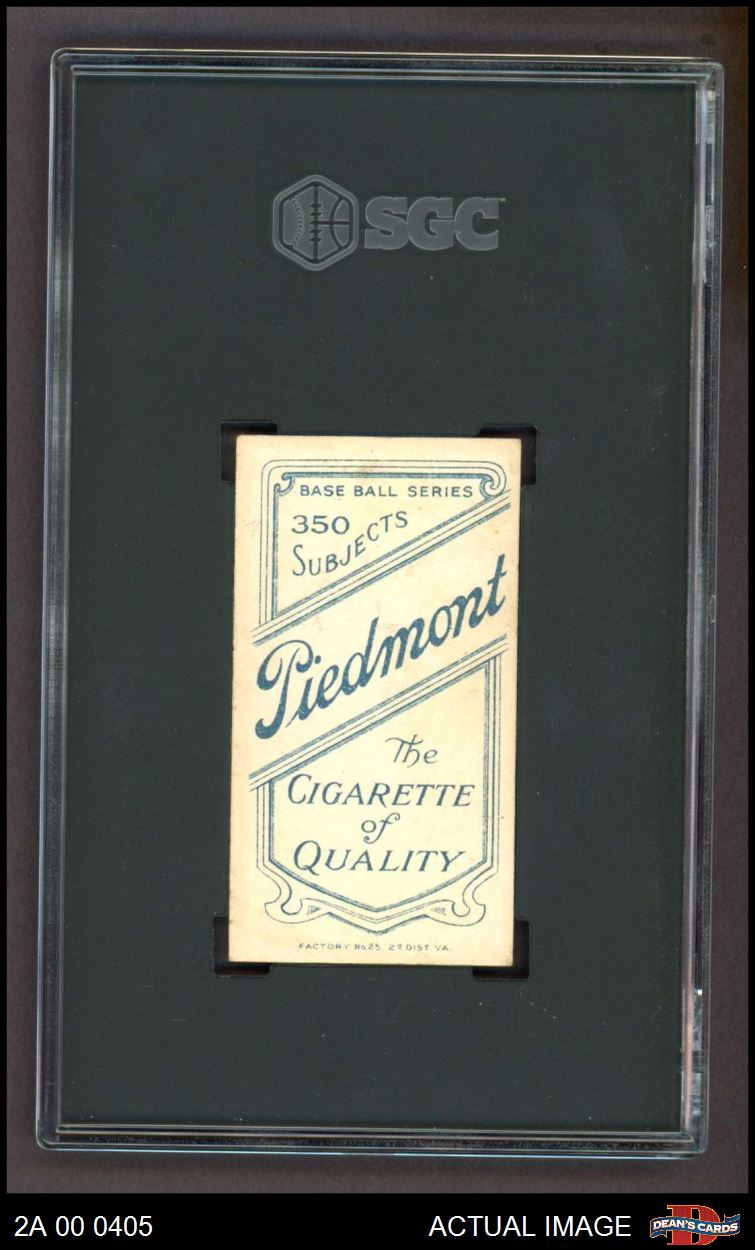 SGC
BASE BALL SERIES
350
SUBJECTS
Piedmont
The
CIGARETTE
of
QUALITY
FACTORY No. 25. 2d DIST. VA.
2A 00 0405 ACTUAL IMAGE DEAN'S CARDS